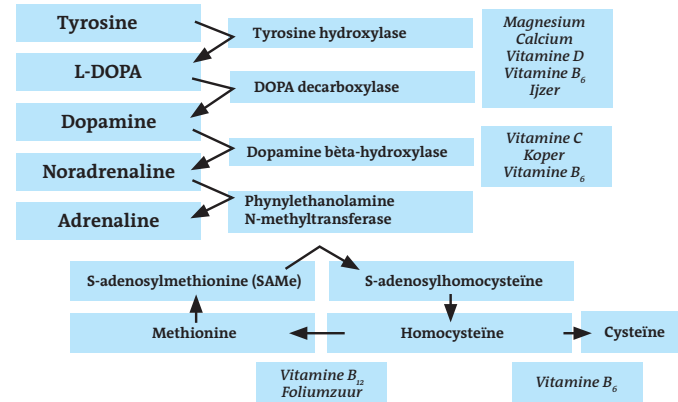 Tyrosine
Tyrosine hydroxylase
Magnesium
Calcium
Vitamine D
Vitamine B6
Ijzer
L-DOPA
DOPA decarboxylase
Dopamine
Dopamine bèta-hydroxylase
Vitamine C
Koper
Vitamine B6
Noradrenaline
Phynylethanolamine
N-methyltransferase
Adrenaline
S-adenosylmethionine (SAMe)
S-adenosylhomocysteïne
Methionine
Homocysteïne
Cysteïne
Vitamine B12
Foliumzuur
Vitamine B6